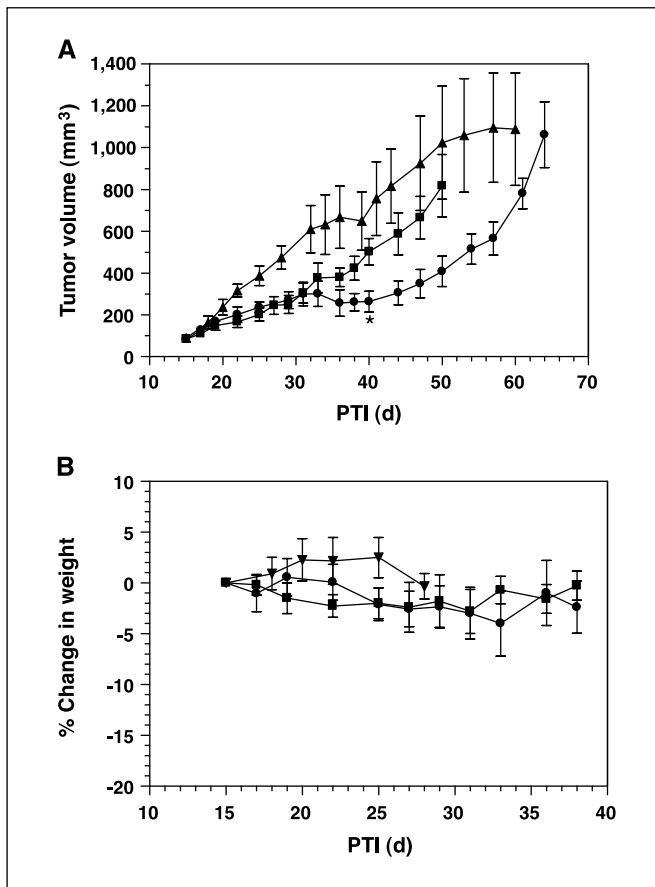 A
1,400
1,200
1,000
800
600
400
200
0
Tumor volume (mm³)
*
10 20 30 40 50 60 70
PTI (d)
B
10
5
0
-5
-10
-15
-20
% Change in weight
10 15 20 25 30 35 40
PTI (d)